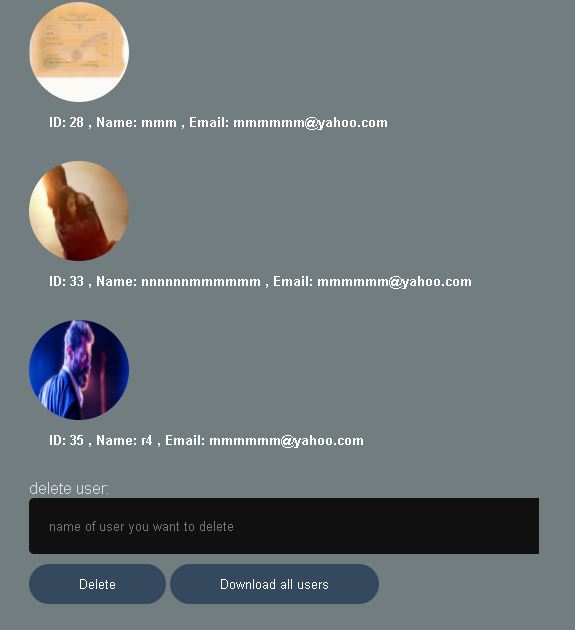 ID: 28 , Name: mmm , Email: mmmmmm@yahoo.com
ID: 33 , Name: nnnnnnmmmmmm , Email: mmmmmm@yahoo.com
ID: 35 , Name: r4 , Email: mmmmmm@yahoo.com
delete user:
name of user you want to delete
Delete Download all users